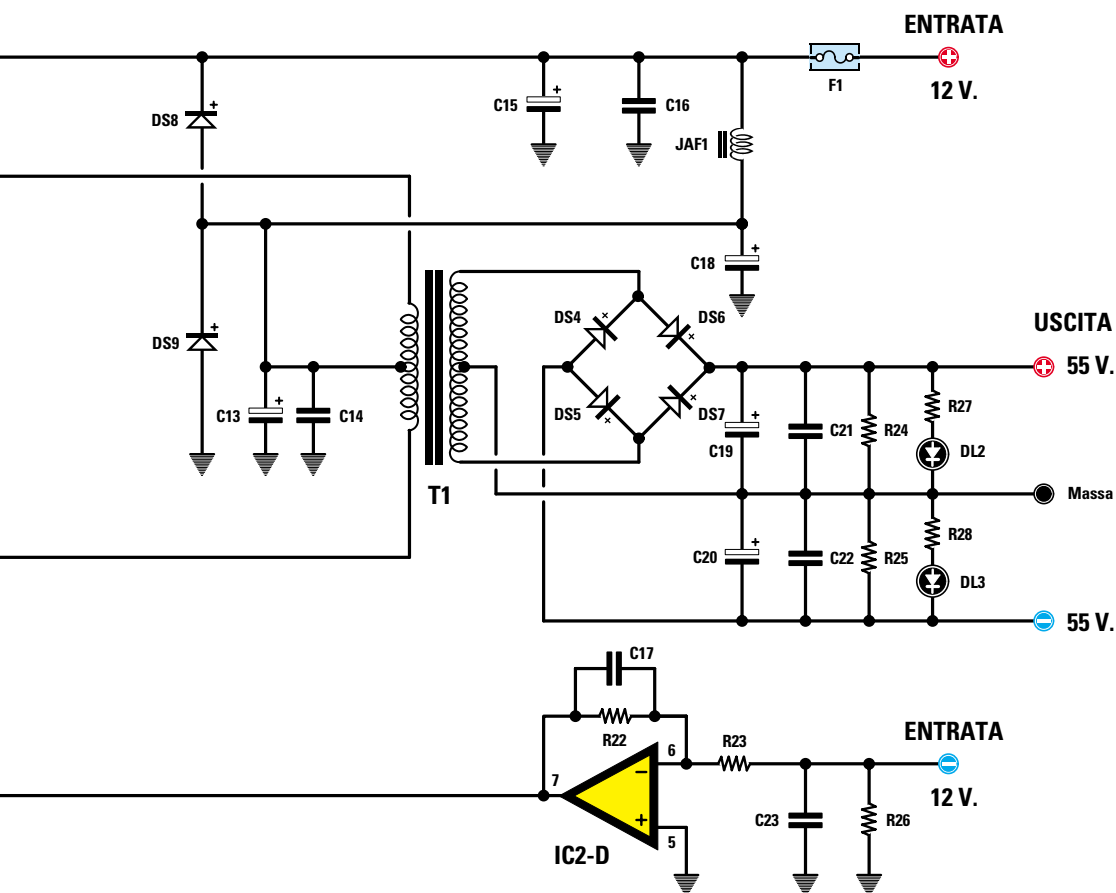 ENTRATA
12 V.
F1
C15
C16
DS8
JAF1
C18
DS4
DS6
USCITA
55 V.
DS9
C13
C14
DS5
DS7
C19
C21
R24
R27
DL2
T1
Massa
C20
C22
R25
R28
DL3
55 V.
C17
R22
R23
ENTRATA
12 V.
6
7
5
IC2-D
C23
R26